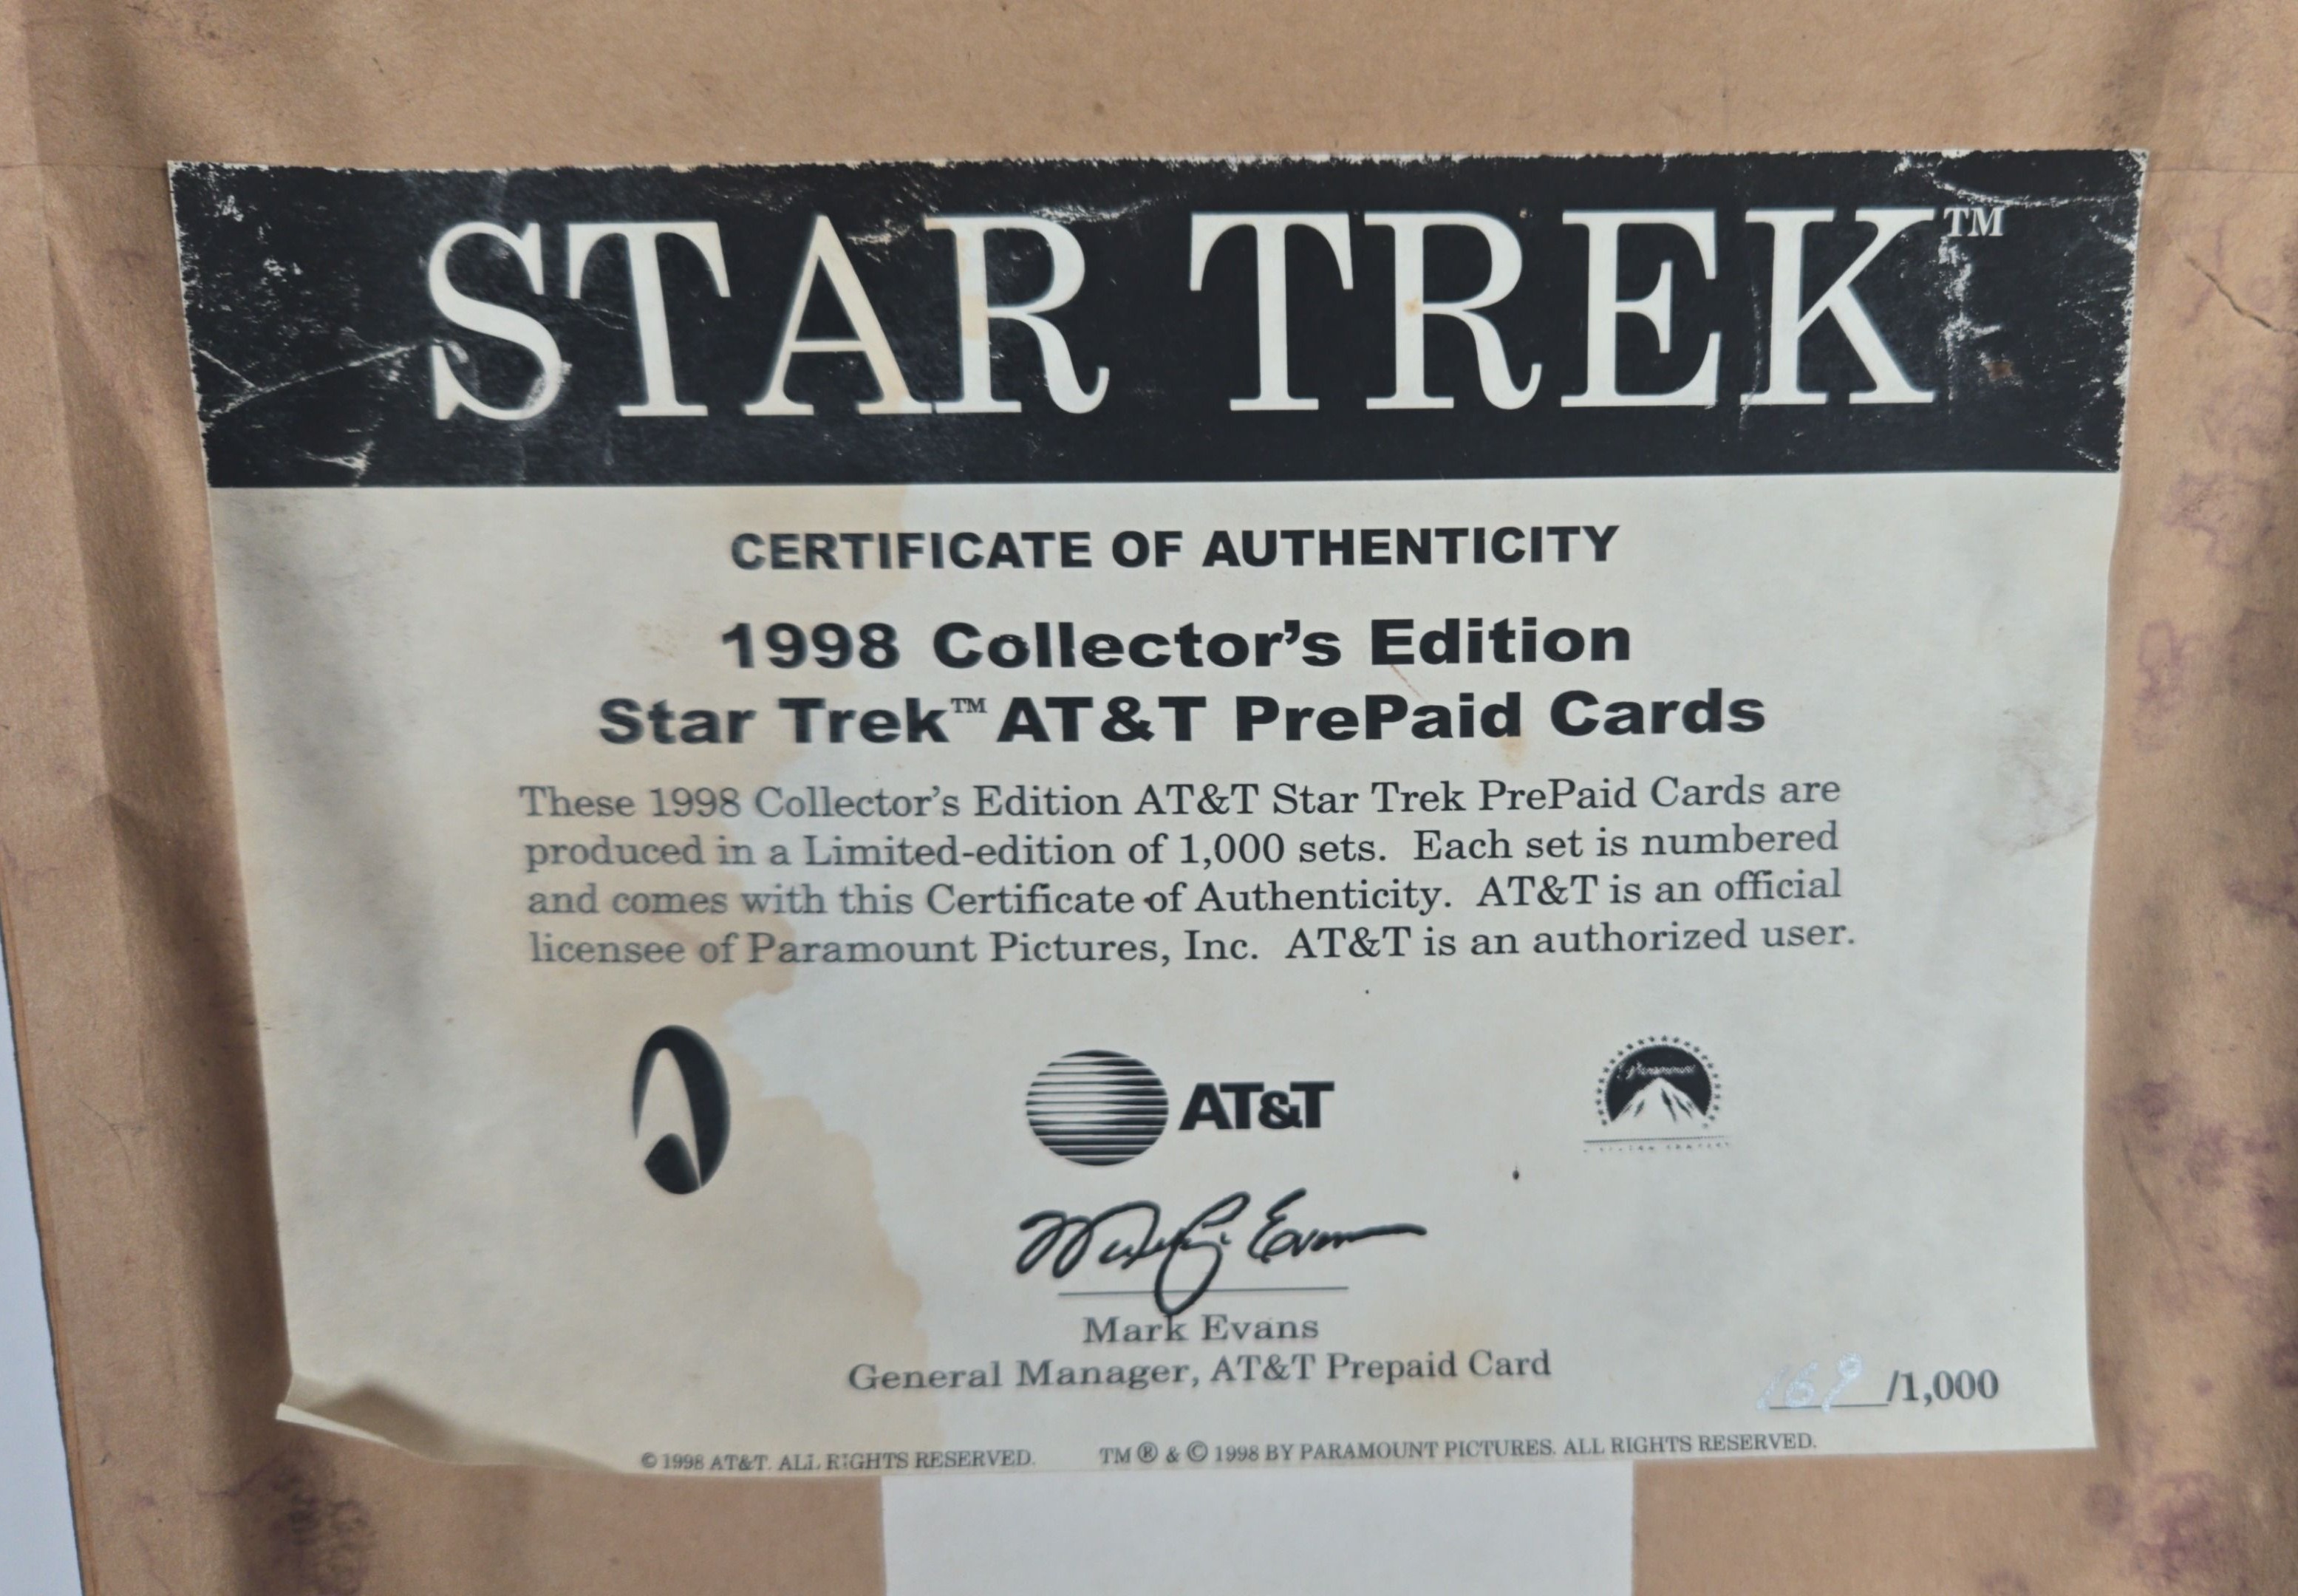 STAR TREK™
CERTIFICATE OF AUTHENTICITY
1998 Collector's Edition
Star Trek™ AT&T PrePaid Cards
These 1998 Collector's Edition AT&T Star Trek PrePaid Cards are
produced in a Limited-edition of 1,000 sets. Each set is numbered
and comes with this Certificate of Authenticity. AT&T is an official
licensee of Paramount Pictures, Inc. AT&T is an authorized user.
AT&T
Paramount
Mark Evans
General Manager, AT&T Prepaid Card
169/1,000
© 1998 AT&T. ALL RIGHTS RESERVED. TM ® & © 1998 BY PARAMOUNT PICTURES. ALL RIGHTS RESERVED.